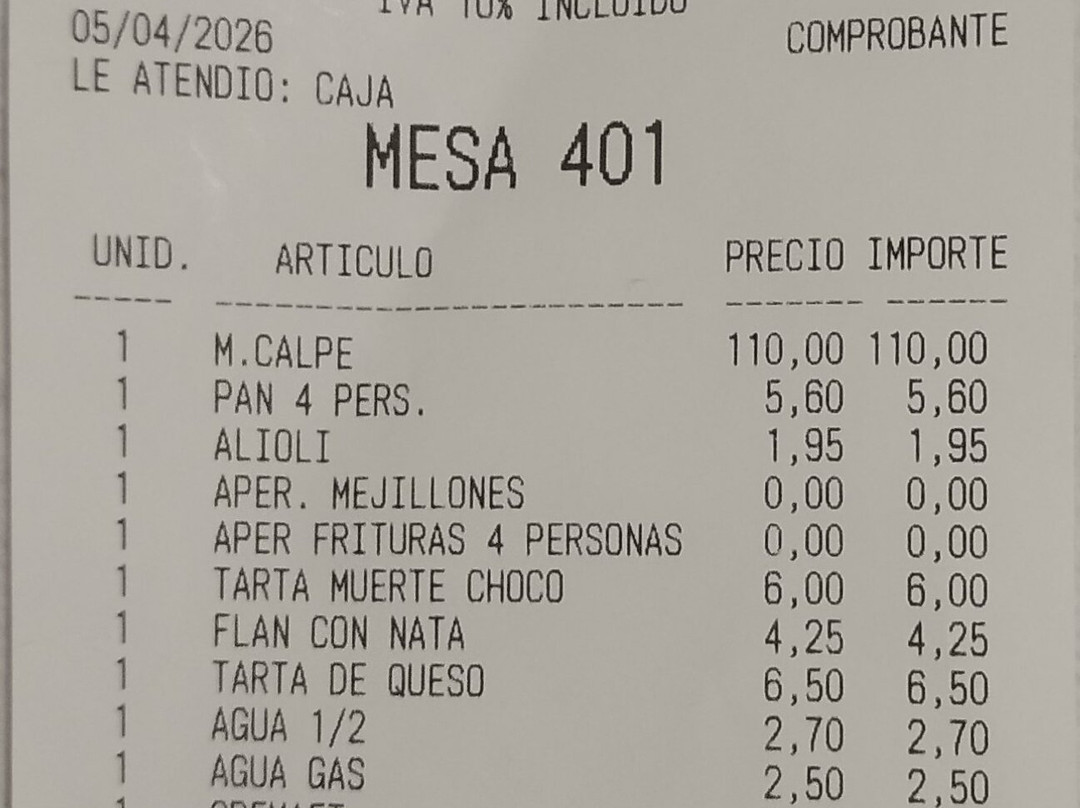 IVA 10% INCLUIDO
05/04/2026 COMPROBANTE
LE ATENDIO: CAJA
MESA 401
UNID. ARTICULO PRECIO IMPORTE
1 M.CALPE 110,00 110,00
1 PAN 4 PERS. 5,60 5,60
1 ALIOLI 1,95 1,95
1 APER. MEJILLONES 0,00 0,00
1 APER FRITURAS 4 PERSONAS 0,00 0,00
1 TARTA MUERTE CHOCO 6,00 6,00
1 FLAN CON NATA 4,25 4,25
1 TARTA DE QUESO 6,50 6,50
1 AGUA 1/2 2,70 2,70
1 AGUA GAS 2,50 2,50